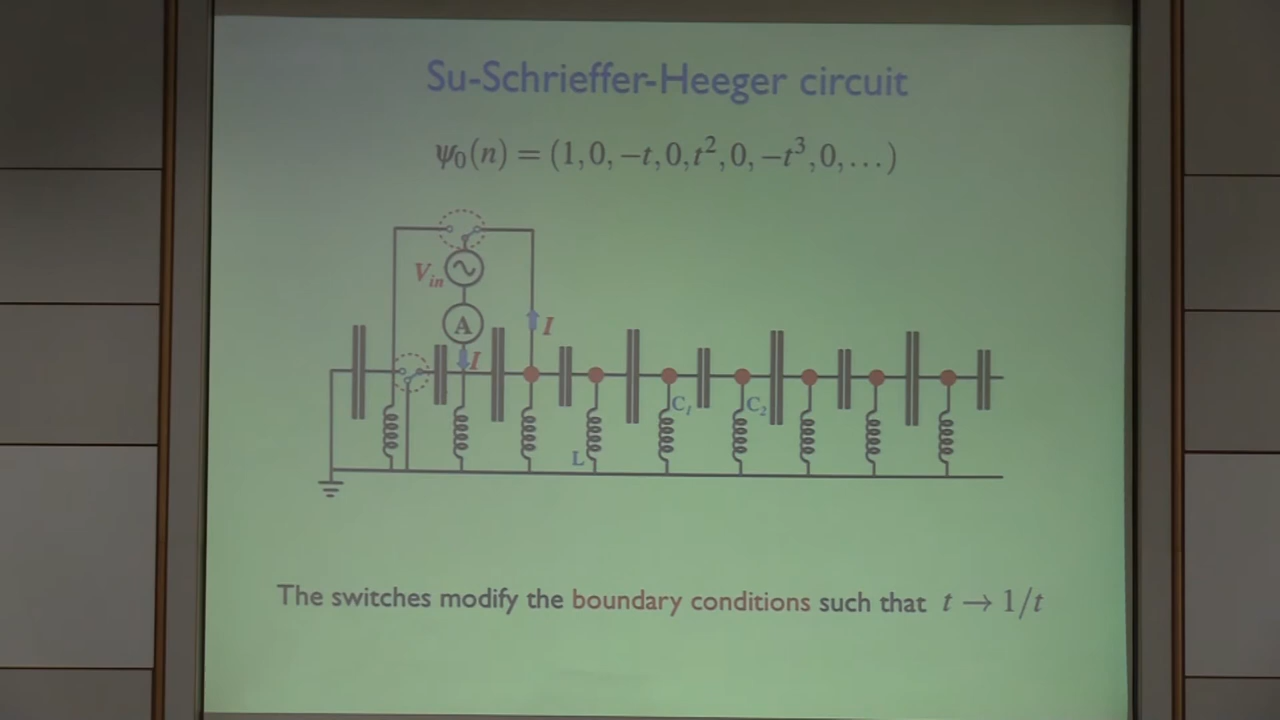 Su-Schrieffer-Heeger circuit
ψ₀(n) = (1, 0, −t, 0, t², 0, −t³, 0, …)
V_in
A
I
I
C₁
C₂
L
The switches modify the boundary conditions such that t → 1/t